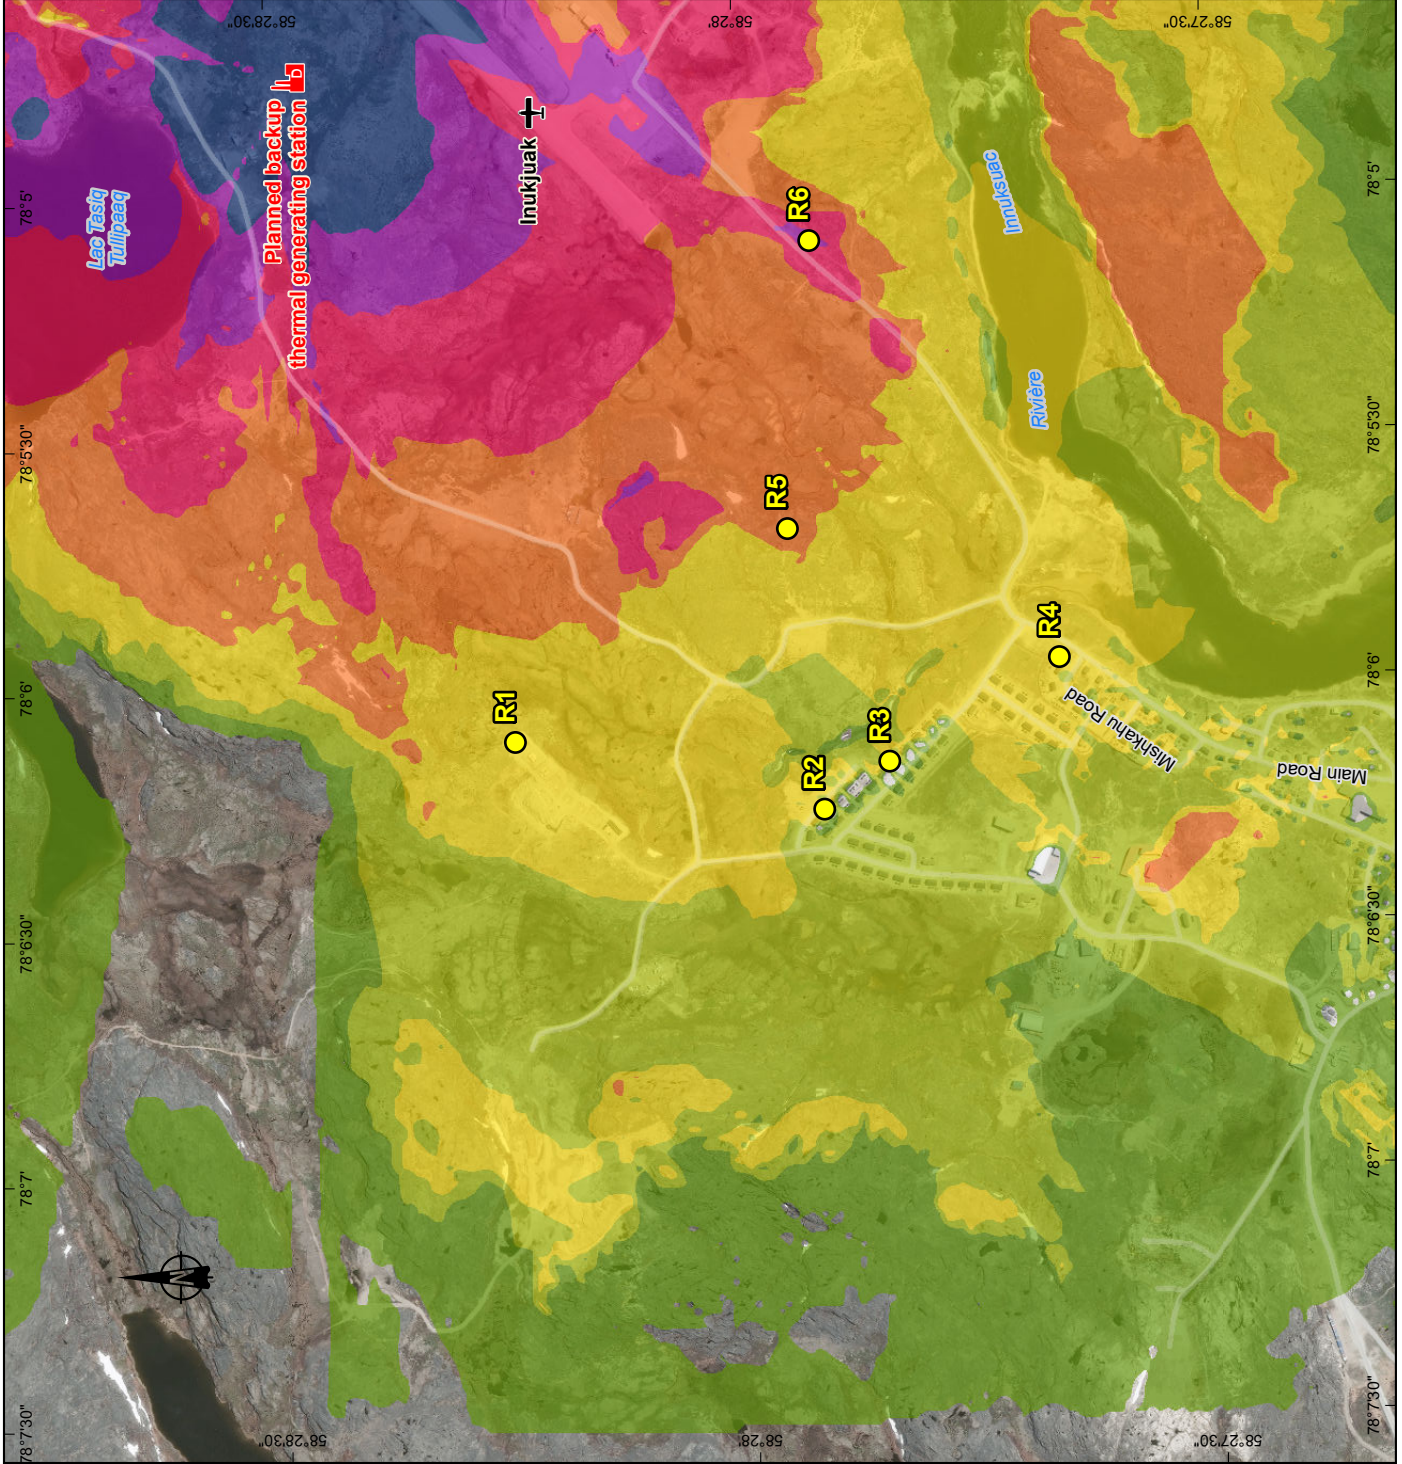 58°28'30"
58°28'
58°27'30"
Planned backup
thermal generating station
Inukjuak
Lac Tasiq
Tullipaaq
78°5'
78°5'
R6
Innuksuac
Rivière
78°5'30"
78°5'30"
R5
R4
78°6'
78°6'
R1
R3
R2
Mishkahu Road
Main Road
78°6'30"
78°6'30"
78°7'
78°7'
N
78°7'30"
78°7'30"
58°28'30"
58°28'
58°27'30"